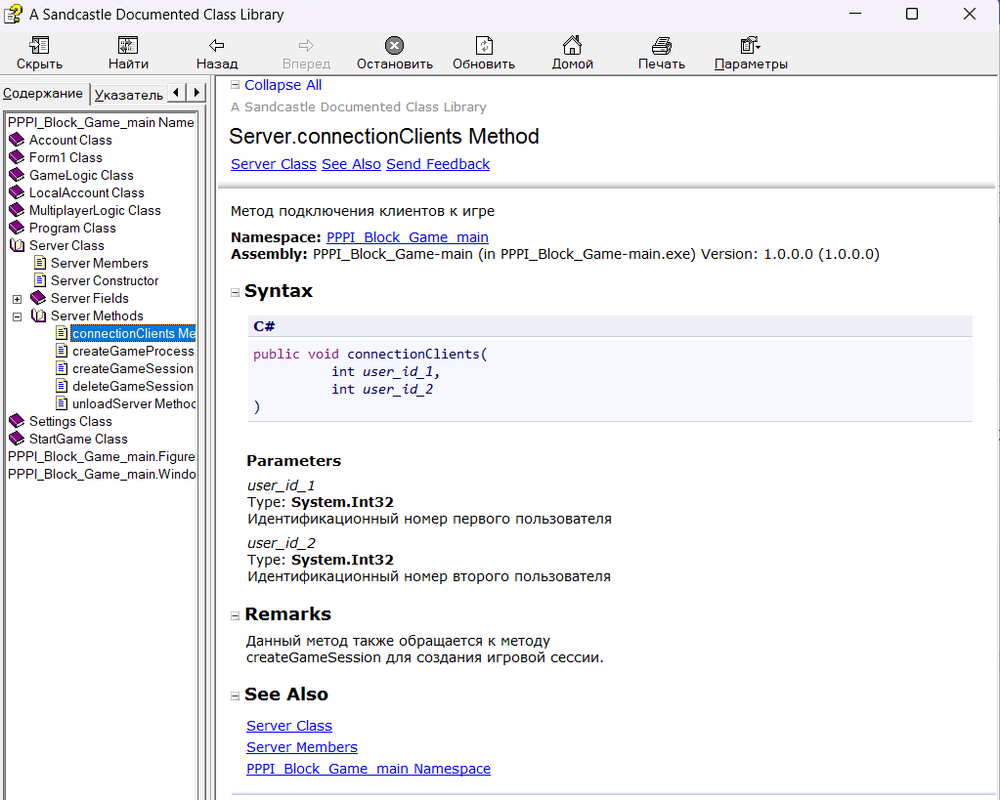 A Sandcastle Documented Class Library
Скрыть Найти Назад Вперед Остановить Обновить Домой Печать Параметры
Содержание Указатель
PPPI_Block_Game_main Name
Account Class
Form1 Class
GameLogic Class
LocalAccount Class
MultiplayerLogic Class
Program Class
Server Class
Server Members
Server Constructor
Server Fields
Server Methods
connectionClients Me
createGameProcess
createGameSession
deleteGameSession
unloadServer Method
Settings Class
StartGame Class
PPPI_Block_Game_main.Figure
PPPI_Block_Game_main.Windo
Collapse All
A Sandcastle Documented Class Library
Server.connectionClients Method
Server Class See Also Send Feedback
Метод подключения клиентов к игре
Namespace: PPPI_Block_Game_main
Assembly: PPPI_Block_Game-main (in PPPI_Block_Game-main.exe) Version: 1.0.0.0 (1.0.0.0)
Syntax
C#
public void connectionClients(
int user_id_1,
int user_id_2
)
Parameters
user_id_1
Type: System.Int32
Идентификационный номер первого пользователя
user_id_2
Type: System.Int32
Идентификационный номер второго пользователя
Remarks
Данный метод также обращается к методу
createGameSession для создания игровой сессии.
See Also
Server Class
Server Members
PPPI_Block_Game_main Namespace